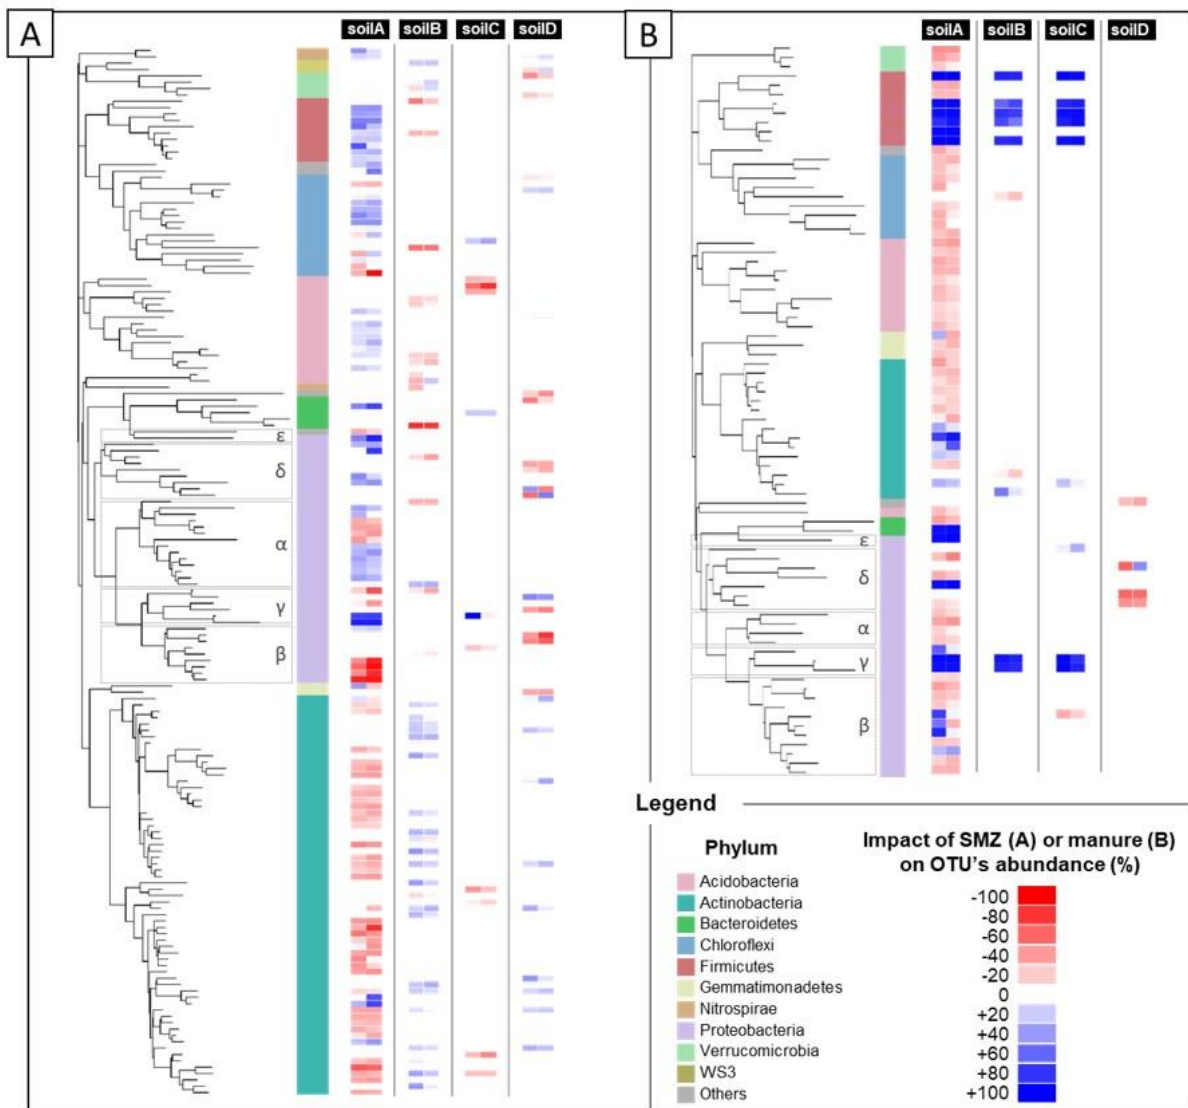 A
soilA
soilB
soilC
soilD
ε
δ
α
γ
β
B
soilA
soilB
soilC
soilD
ε
δ
α
γ
β
Legend
Phylum
Acidobacteria
Actinobacteria
Bacteroidetes
Chloroflexi
Firmicutes
Gemmatimonadetes
Nitrospirae
Proteobacteria
Verrucomicrobia
WS3
Others
Impact of SMZ (A) or manure (B)
on OTU's abundance (%)
-100
-80
-60
-40
-20
0
+20
+40
+60
+80
+100